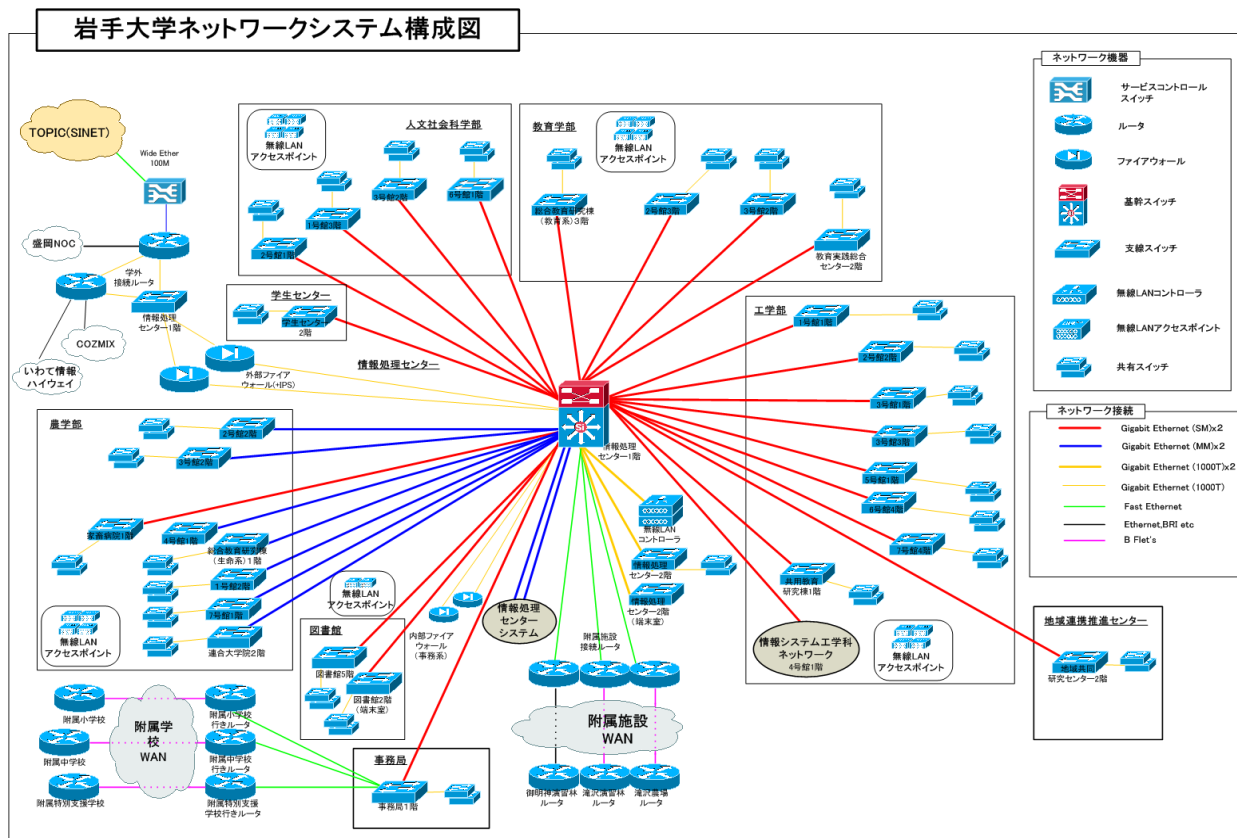 岩手大学ネットワークシステム構成図
TOPIC(SINET)
Wide Ether
100M
盛岡NOC
学外
接続ルータ
情報処理
センター1階
COZMIX
いわて情報
ハイウェイ
外部ファイア
ウォール(+IPS)
情報処理センター
人文社会科学部
無線LAN
アクセスポイント
2号館1階
1号館3階
3号館2階
6号館1階
教育学部
無線LAN
アクセスポイント
総合教育研究棟
(教育系)3階
2号館3階
3号館2階
教育実践総合
センター2階
学生センター
学生センター
2階
工学部
1号館1階
2号館2階
3号館1階
3号館3階
5号館1階
6号館4階
7号館4階
共用教育
研究棟1階
情報システム工学科
ネットワーク
4号館1階
無線LAN
アクセスポイント
情報処理
センター1階
無線LAN
コントローラ
情報処理
センター2階
情報処理
センター2階
(端末室)
農学部
2号館2階
3号館2階
家畜病院1階
4号館1階
総合教育研究棟
(生命系)1階
1号館2階
7号館1階
連合大学院2階
無線LAN
アクセスポイント
無線LAN
アクセスポイント
図書館
図書館5階
図書館2階
(端末室)
内部ファイア
ウォール
(事務系)
情報処理
センター
システム
附属施設
接続ルータ
附属施設
WAN
御明神演習林
ルータ
滝沢演習林
ルータ
滝沢農場
ルータ
地域連携推進センター
地域共同
研究センター2階
附属小学校
附属中学校
附属特別支援学校
附属学
校
WAN
附属小学校
行きルータ
附属中学校
行きルータ
附属特別支援
学校行きルータ
事務局
事務局1階
ネットワーク機器
サービスコントロール
スイッチ
ルータ
ファイアウォール
Si
基幹スイッチ
支線スイッチ
無線LANコントローラ
無線LANアクセスポイント
共有スイッチ
ネットワーク接続
Gigabit Ethernet (SM)x2
Gigabit Ethernet (MM)x2
Gigabit Ethernet (1000T)x2
Gigabit Ethernet (1000T)
Fast Ethernet
Ethernet,BRI etc
B Flet's
Si